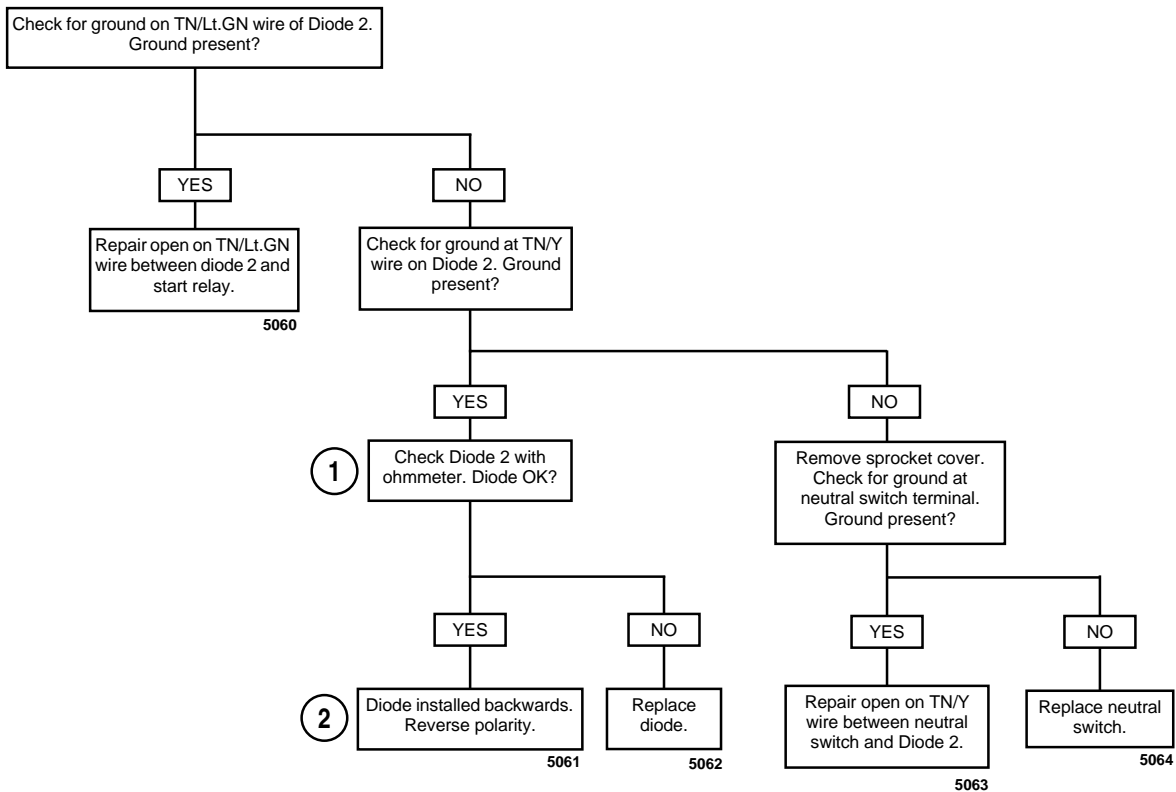 Check for ground on TN/Lt.GN wire of Diode 2.
Ground present?
YES
NO
Repair open on TN/Lt.GN
wire between diode 2 and
start relay.
5060
Check for ground at TN/Y
wire on Diode 2. Ground
present?
YES
NO
1
Check Diode 2 with
ohmmeter. Diode OK?
Remove sprocket cover.
Check for ground at
neutral switch terminal.
Ground present?
YES
NO
YES
NO
2
Diode installed backwards.
Reverse polarity.
5061
Replace
diode.
5062
Repair open on TN/Y
wire between neutral
switch and Diode 2.
5063
Replace neutral
switch.
5064